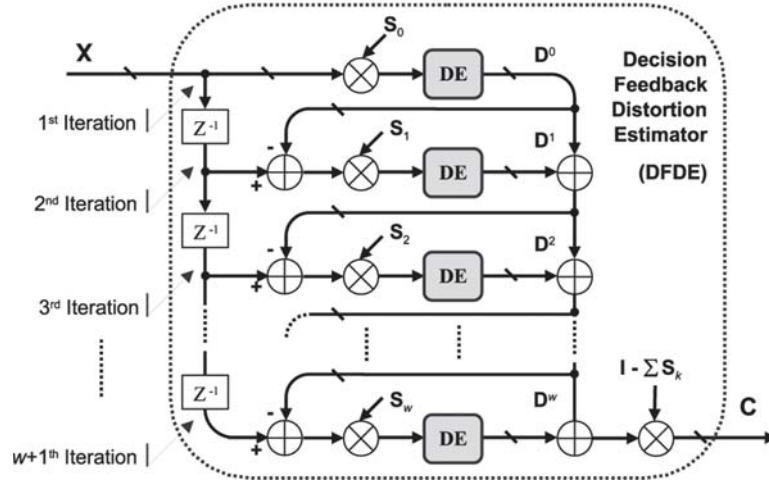 X
S0
DE
D0
Decision
Feedback
Distortion
Estimator
(DFDE)
1st Iteration
Z-1
-
+
S1
DE
D1
2nd Iteration
Z-1
-
+
S2
DE
D2
3rd Iteration
Z-1
-
+
Sw
DE
Dw
I - ∑ Sk
C
w+1th Iteration